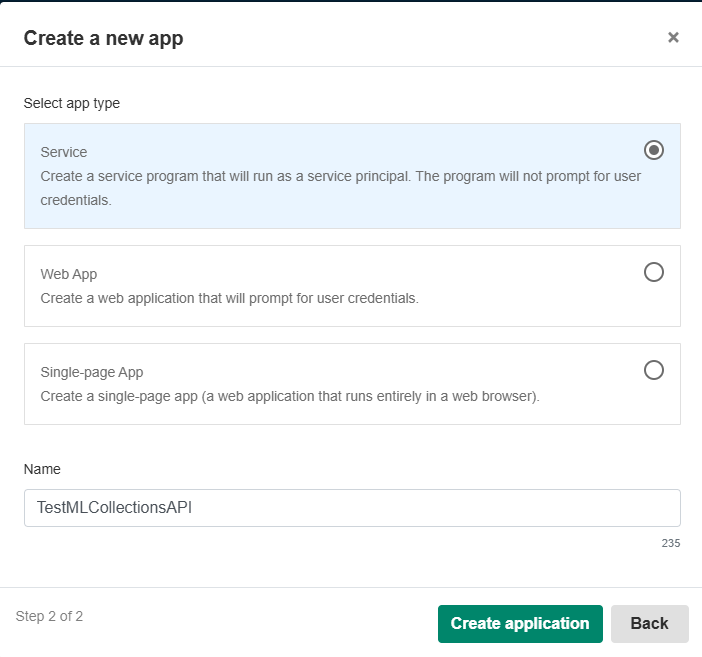 Create a new app
×
Select app type
Service
Create a service program that will run as a service principal. The program will not prompt for user
credentials.
Web App
Create a web application that will prompt for user credentials.
Single-page App
Create a single-page app (a web application that runs entirely in a web browser).
Name
TestMLCollectionsAPI
235
Step 2 of 2
Create application
Back